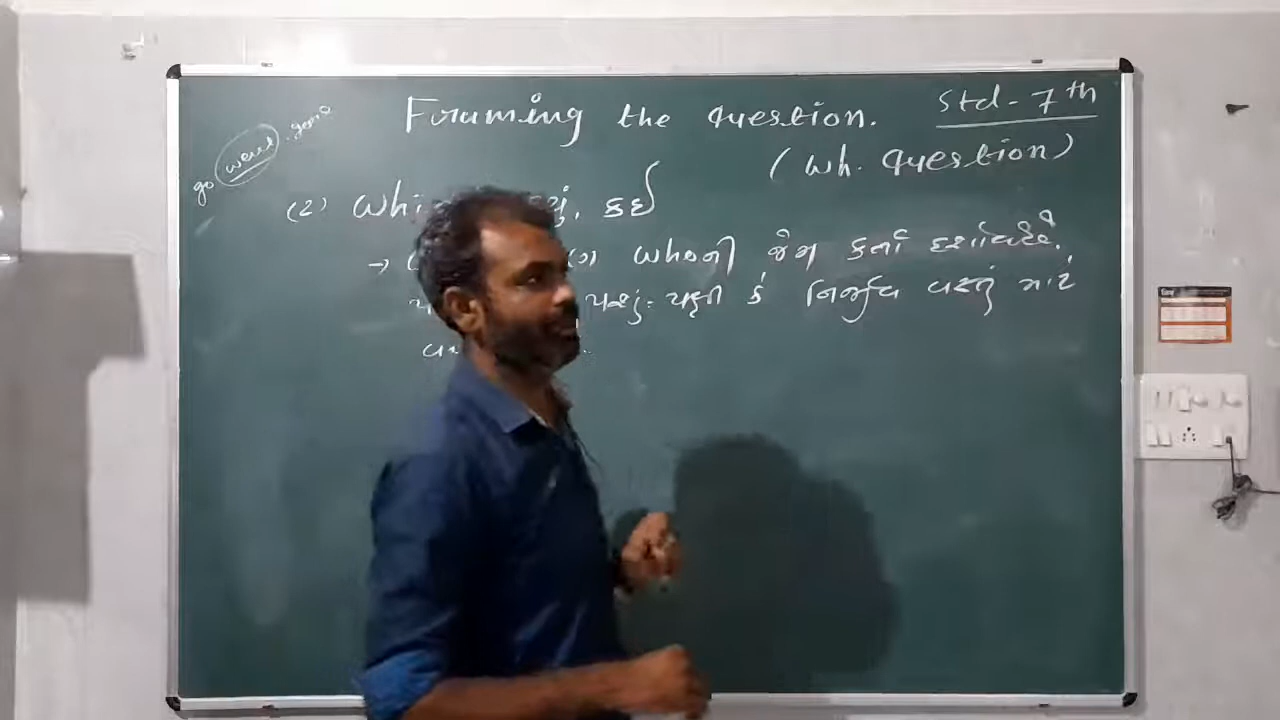 Framing the question. Std - 7th
(wh. question)
go went gone
(2) Whi , કઈ
→ whoની જેમ કર્તા દર્શાવે છે.
પશુ-પક્ષી કે નિર્જીવ વસ્તું માટે